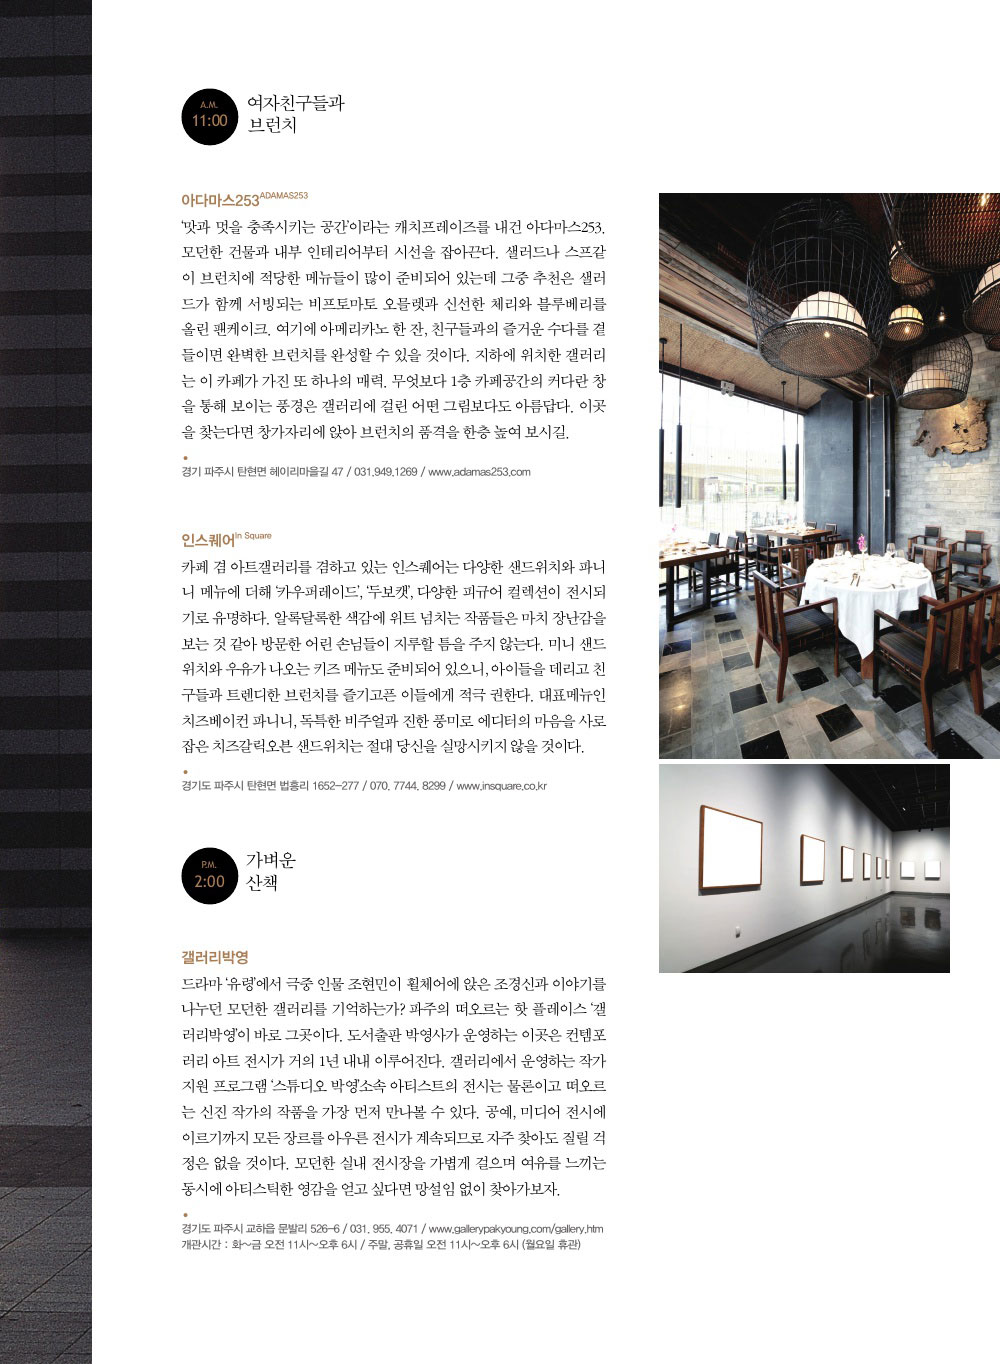 A.M.
11:00
여자친구들과
브런치
아다마스253 ADAMAS253
‘맛과 멋을 충족시키는 공간’이라는 캐치프레이즈를 내건 아다마스253.
모던한 건물과 내부 인테리어부터 시선을 잡아끈다. 샐러드나 스프같
이 브런치에 적당한 메뉴들이 많이 준비되어 있는데 그중 추천은 샐러
드가 함께 서빙되는 비프토마토 오믈렛과 신선한 체리와 블루베리를
올린 팬케이크. 여기에 아메리카노 한 잔, 친구들과의 즐거운 수다를 곁
들이면 완벽한 브런치를 완성할 수 있을 것이다. 지하에 위치한 갤러리
는 이 카페가 가진 또 하나의 매력. 무엇보다 1층 카페공간의 커다란 창
을 통해 보이는 풍경은 갤러리에 걸린 어떤 그림보다도 아름답다. 이곳
을 찾는다면 창가자리에 앉아 브런치의 품격을 한층 높여 보시길.
경기 파주시 탄현면 헤이리마을길 47 / 031.949.1269 / www.adamas253.com
인스퀘어 In Square
카페 겸 아트갤러리를 겸하고 있는 인스퀘어는 다양한 샌드위치와 파니
니 메뉴에 더해 ‘카우퍼레이드’, ‘두보캣’, 다양한 피규어 컬렉션이 전시되
기로 유명하다. 알록달록한 색감에 위트 넘치는 작품들은 마치 장난감을
보는 것 같아 방문한 어린 손님들이 지루할 틈을 주지 않는다. 미니 샌드
위치와 우유가 나오는 키즈 메뉴도 준비되어 있으니, 아이들을 데리고 친
구들과 트렌디한 브런치를 즐기고픈 이들에게 적극 권한다. 대표메뉴인
치즈베이컨 파니니, 독특한 비주얼과 진한 풍미로 에디터의 마음을 사로
잡은 치즈갈릭오븐 샌드위치는 절대 당신을 실망시키지 않을 것이다.
경기도 파주시 탄현면 법흥리 1652-277 / 070. 7744. 8299 / www.insquare.co.kr
P.M.
2:00
가벼운
산책
갤러리박영
드라마 ‘유령’에서 극중 인물 조현민이 휠체어에 앉은 조경신과 이야기를
나누던 모던한 갤러리를 기억하는가? 파주의 떠오르는 핫 플레이스 ‘갤
러리박영’이 바로 그곳이다. 도서출판 박영사가 운영하는 이곳은 컨템포
러리 아트 전시가 거의 1년 내내 이루어진다. 갤러리에서 운영하는 작가
지원 프로그램 ‘스튜디오 박영’소속 아티스트의 전시는 물론이고 떠오르
는 신진 작가의 작품을 가장 먼저 만나볼 수 있다. 공예, 미디어 전시에
이르기까지 모든 장르를 아우른 전시가 계속되므로 자주 찾아도 질릴 걱
정은 없을 것이다. 모던한 실내 전시장을 가볍게 걸으며 여유를 느끼는
동시에 아티스틱한 영감을 얻고 싶다면 망설임 없이 찾아가보자.
경기도 파주시 교하읍 문발리 526-6 / 031. 955. 4071 / www.gallerypakyoung.com/gallery.htm
개관시간 : 화~금 오전 11시~오후 6시 / 주말, 공휴일 오전 11시~오후 6시 (월요일 휴관)